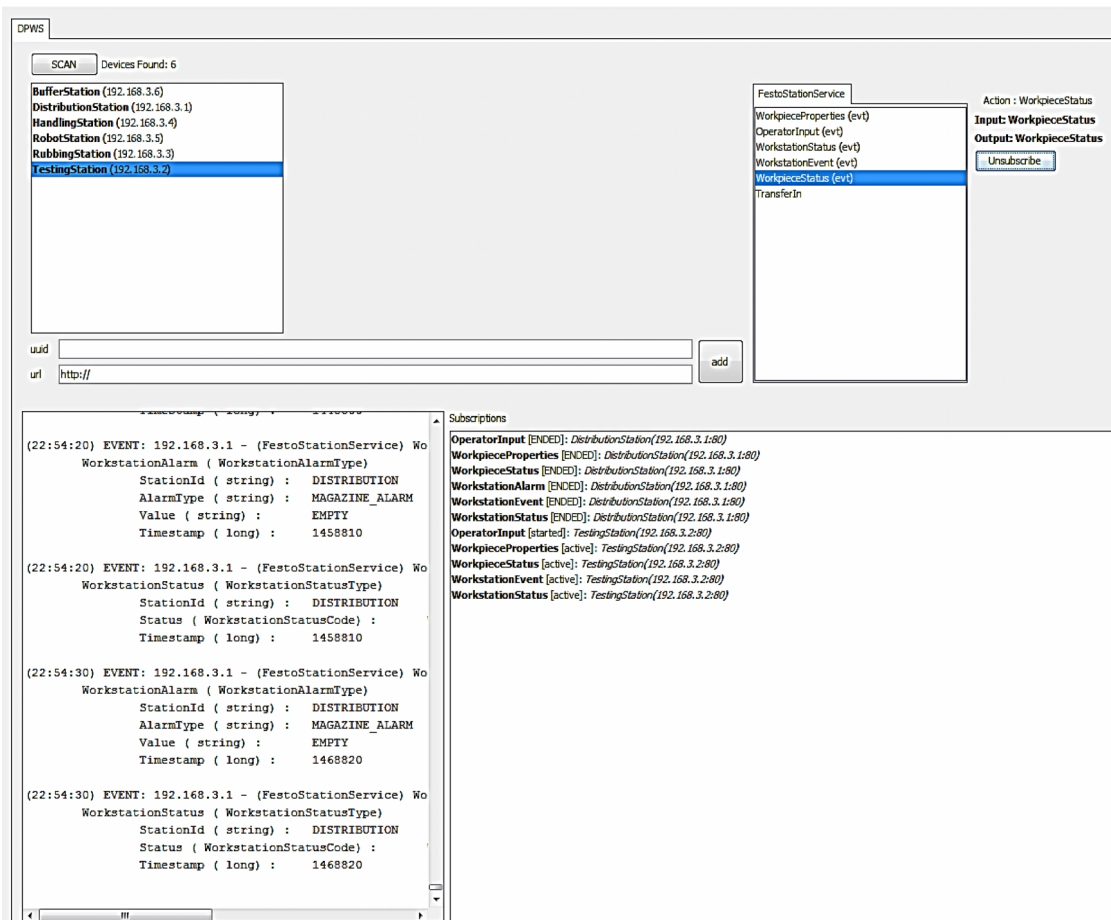 DPWS
SCAN Devices Found: 6
BufferStation (192.168.3.6)
DistributionStation (192.168.3.1)
HandlingStation (192.168.3.4)
RobotStation (192.168.3.5)
RubbingStation (192.168.3.3)
TestingStation (192.168.3.2)
FestoStationService
WorkpieceProperties (evt)
OperatorInput (evt)
WorkstationStatus (evt)
WorkstationEvent (evt)
WorkpieceStatus (evt)
TransferIn
Action : WorkpieceStatus
Input: WorkpieceStatus
Output: WorkpieceStatus
Unsubscribe
uuid
url http://
add
(22:54:20) EVENT: 192.168.3.1 - (FestoStationService) Wo
WorkstationAlarm ( WorkstationAlarmType)
StationId ( string) : DISTRIBUTION
AlarmType ( string) : MAGAZINE_ALARM
Value ( string) : EMPTY
Timestamp ( long) : 1458810
(22:54:20) EVENT: 192.168.3.1 - (FestoStationService) Wo
WorkstationStatus ( WorkstationStatusType)
StationId ( string) : DISTRIBUTION
Status ( WorkstationStatusCode) :
Timestamp ( long) : 1458810
(22:54:30) EVENT: 192.168.3.1 - (FestoStationService) Wo
WorkstationAlarm ( WorkstationAlarmType)
StationId ( string) : DISTRIBUTION
AlarmType ( string) : MAGAZINE_ALARM
Value ( string) : EMPTY
Timestamp ( long) : 1468820
(22:54:30) EVENT: 192.168.3.1 - (FestoStationService) Wo
WorkstationStatus ( WorkstationStatusType)
StationId ( string) : DISTRIBUTION
Status ( WorkstationStatusCode) :
Timestamp ( long) : 1468820
Subscriptions
OperatorInput [ENDED]: DistributionStation(192.168.3.1:80)
WorkpieceProperties [ENDED]: DistributionStation(192.168.3.1:80)
WorkpieceStatus [ENDED]: DistributionStation(192.168.3.1:80)
WorkstationAlarm [ENDED]: DistributionStation(192.168.3.1:80)
WorkstationEvent [ENDED]: DistributionStation(192.168.3.1:80)
WorkstationStatus [ENDED]: DistributionStation(192.168.3.1:80)
OperatorInput [started]: TestingStation(192.168.3.2:80)
WorkpieceProperties [active]: TestingStation(192.168.3.2:80)
WorkpieceStatus [active]: TestingStation(192.168.3.2:80)
WorkstationEvent [active]: TestingStation(192.168.3.2:80)
WorkstationStatus [active]: TestingStation(192.168.3.2:80)